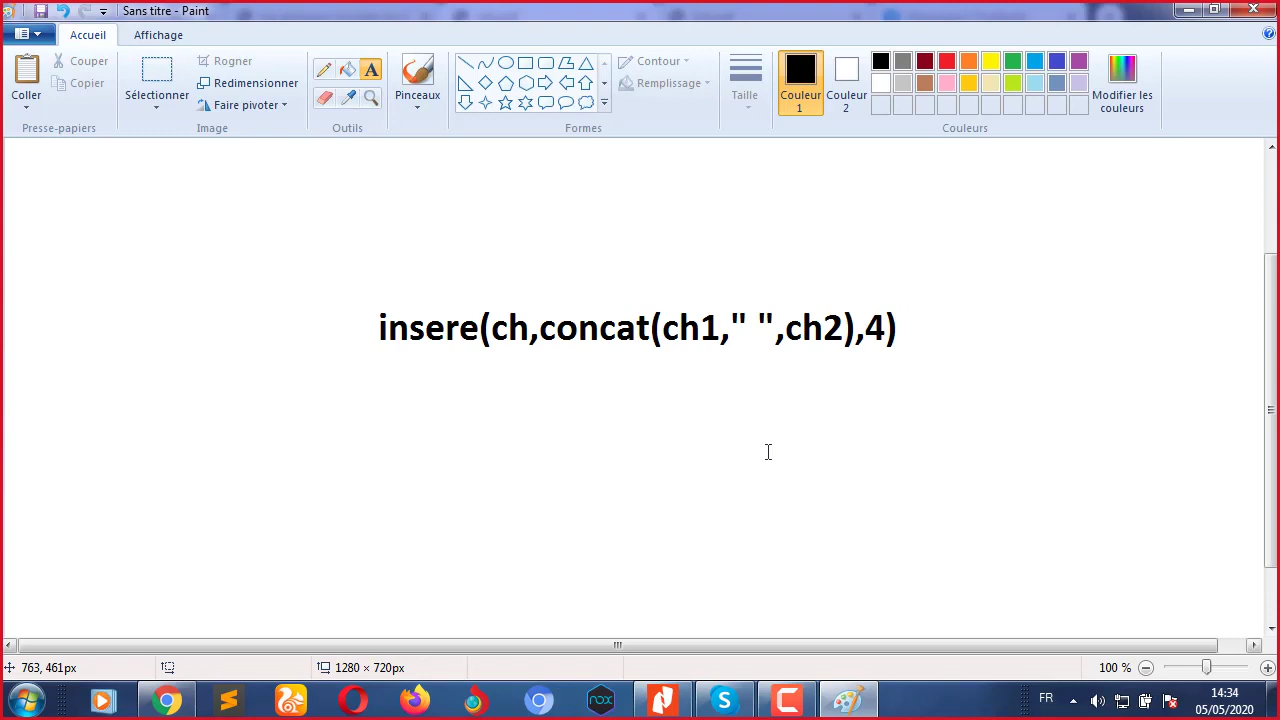 Sans titre - Paint
Accueil
Affichage
Coller
Couper
Copier
Presse-papiers
Sélectionner
Rogner
Redimensionner
Faire pivoter
Image
A
Outils
Pinceaux
Contour
Remplissage
Formes
Taille
Couleur 1
Couleur 2
Modifier les couleurs
Couleurs
insere(ch,concat(ch1," ",ch2),4)
763, 461px
1280 × 720px
100 %
S
nox
S
FR
14:34
05/05/2020